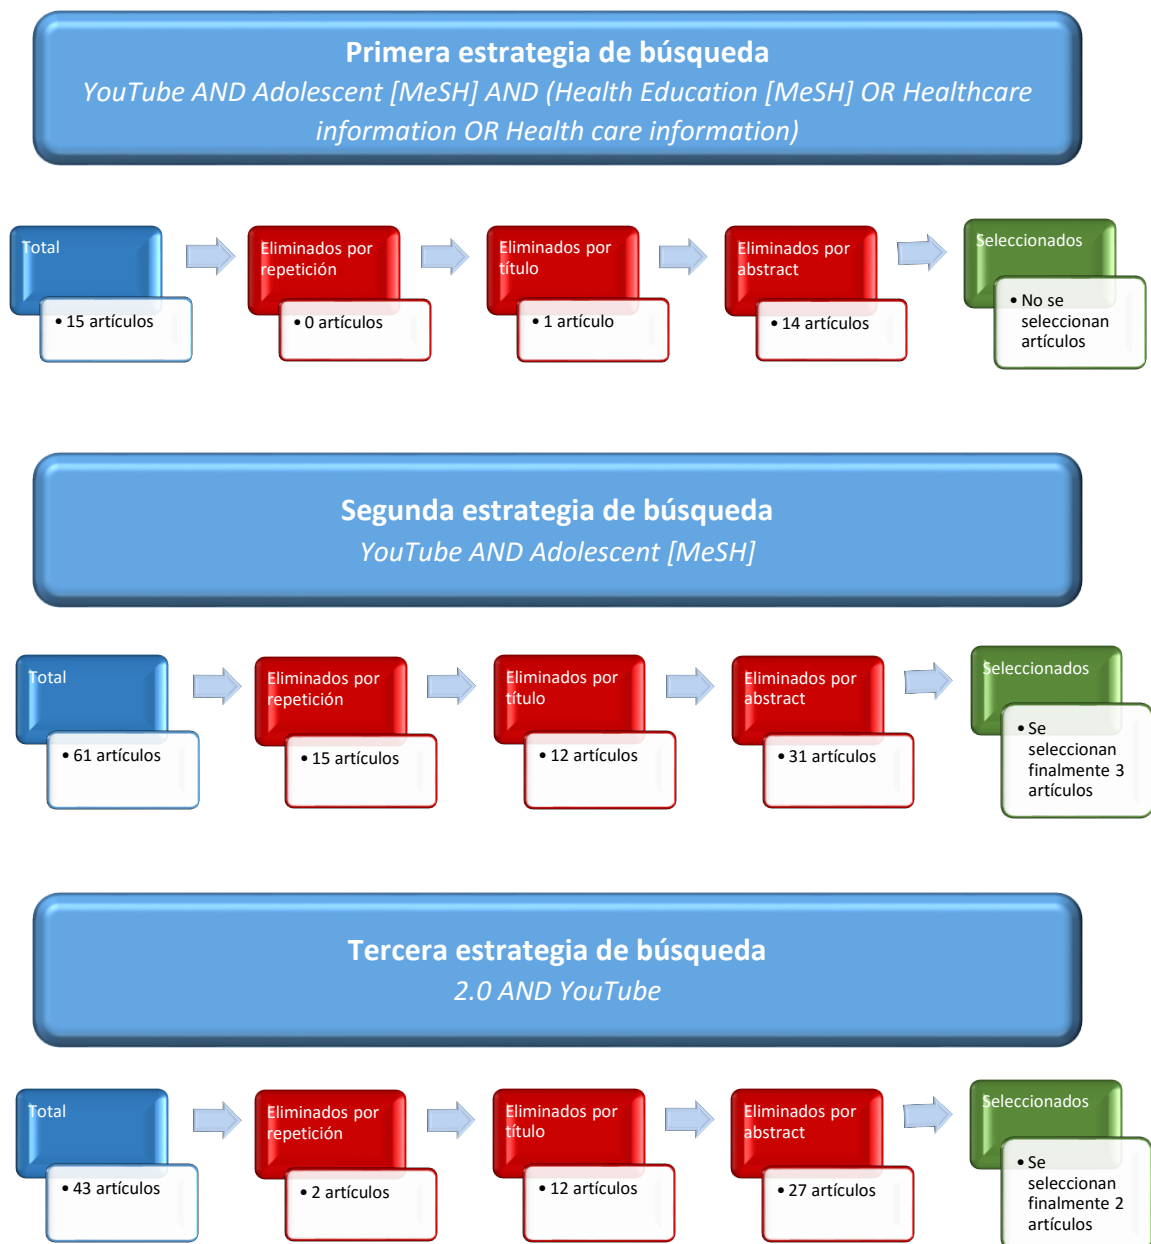 Primera estrategia de búsqueda
YouTube AND Adolescent [MeSH] AND (Health Education [MeSH] OR Healthcare
information OR Health care information)
Total
• 15 artículos
Eliminados por
repetición
• 0 artículos
Eliminados por
título
• 1 artículo
Eliminados por
abstract
• 14 artículos
Seleccionados
• No se
seleccionan
artículos
Segunda estrategia de búsqueda
YouTube AND Adolescent [MeSH]
Total
• 61 artículos
Eliminados por
repetición
• 15 artículos
Eliminados por
título
• 12 artículos
Eliminados por
abstract
• 31 artículos
Seleccionados
• Se
seleccionan
finalmente 3
artículos
Tercera estrategia de búsqueda
2.0 AND YouTube
Total
• 43 artículos
Eliminados por
repetición
• 2 artículos
Eliminados por
título
• 12 artículos
Eliminados por
abstract
• 27 artículos
Seleccionados
• Se
seleccionan
finalmente 2
artículos